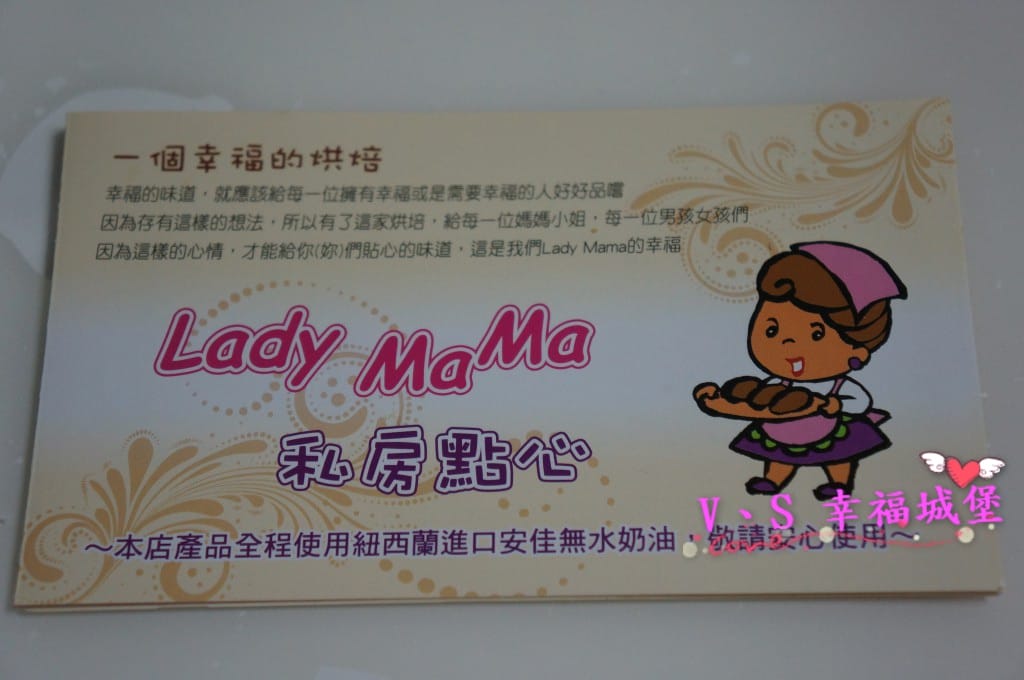 一個幸福的烘焙
幸福的味道，就應該給每一位擁有幸福或是需要幸福的人好好品嚐
因為存有這樣的想法，所以有了這家烘培，給每一位媽媽小姐，每一位男孩女孩們
因為這樣的心情，才能給你(妳)們貼心的味道，這是我們Lady Mama的幸福
Lady MaMa
私房點心
V、S 幸福城堡
～本店產品全程使用紐西蘭進口安佳無水奶油，敬請安心使用～